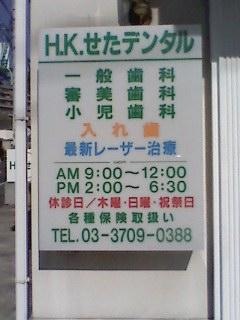 H.K.せたデンタル
一般歯科
審美歯科
小児歯科
入れ歯
最新レーザー治療
AM 9:00〜12:00
PM 2:00〜 6:30
休診日/木曜・日曜・祝祭日
各種保険取扱い
TEL.03-3709-0388